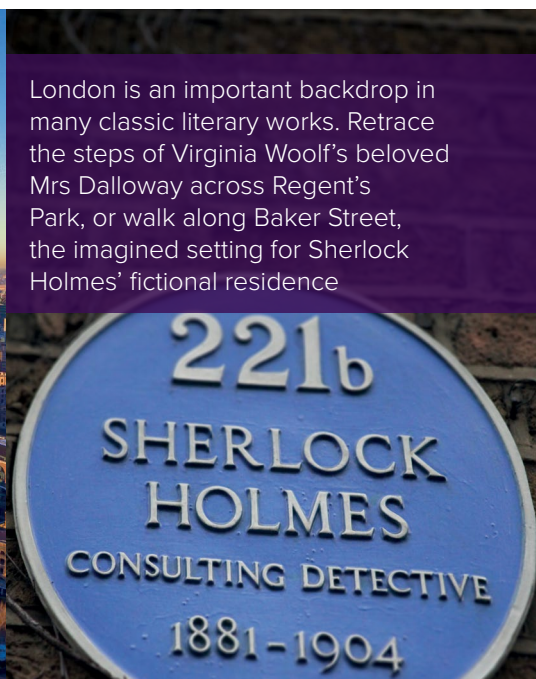 London is an important backdrop in
many classic literary works. Retrace
the steps of Virginia Woolf’s beloved
Mrs Dalloway across Regent’s
Park, or walk along Baker Street,
the imagined setting for Sherlock
Holmes’ fictional residence
221b
SHERLOCK
HOLMES
CONSULTING DETECTIVE
1881–1904